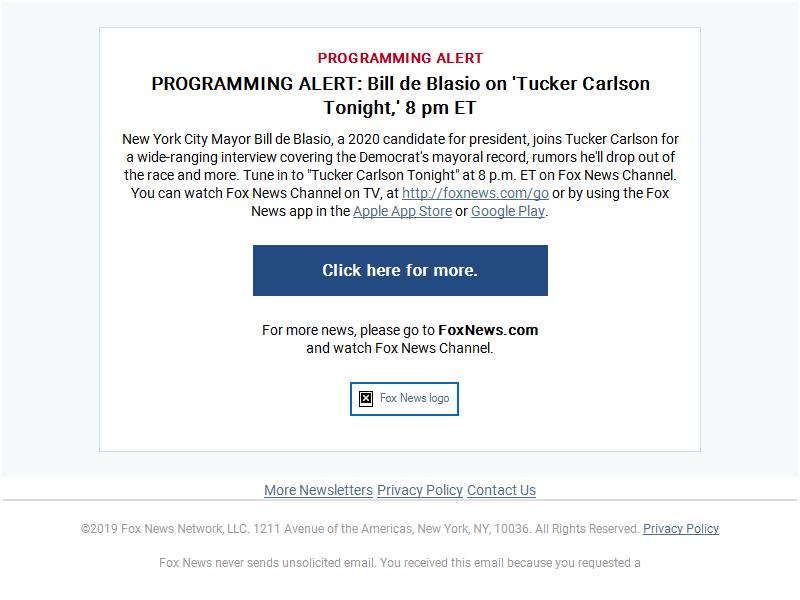 PROGRAMMING ALERT
PROGRAMMING ALERT: Bill de Blasio on 'Tucker Carlson
Tonight,' 8 pm ET
New York City Mayor Bill de Blasio, a 2020 candidate for president, joins Tucker Carlson for
a wide-ranging interview covering the Democrat's mayoral record, rumors he'll drop out of
the race and more. Tune in to "Tucker Carlson Tonight" at 8 p.m. ET on Fox News Channel.
You can watch Fox News Channel on TV, at http://foxnews.com/go or by using the Fox
News app in the Apple App Store or Google Play.
Click here for more.
For more news, please go to FoxNews.com
and watch Fox News Channel.
Fox News logo
More Newsletters Privacy Policy Contact Us
©2019 Fox News Network, LLC. 1211 Avenue of the Americas, New York, NY, 10036. All Rights Reserved. Privacy Policy
Fox News never sends unsolicited email. You received this email because you requested a